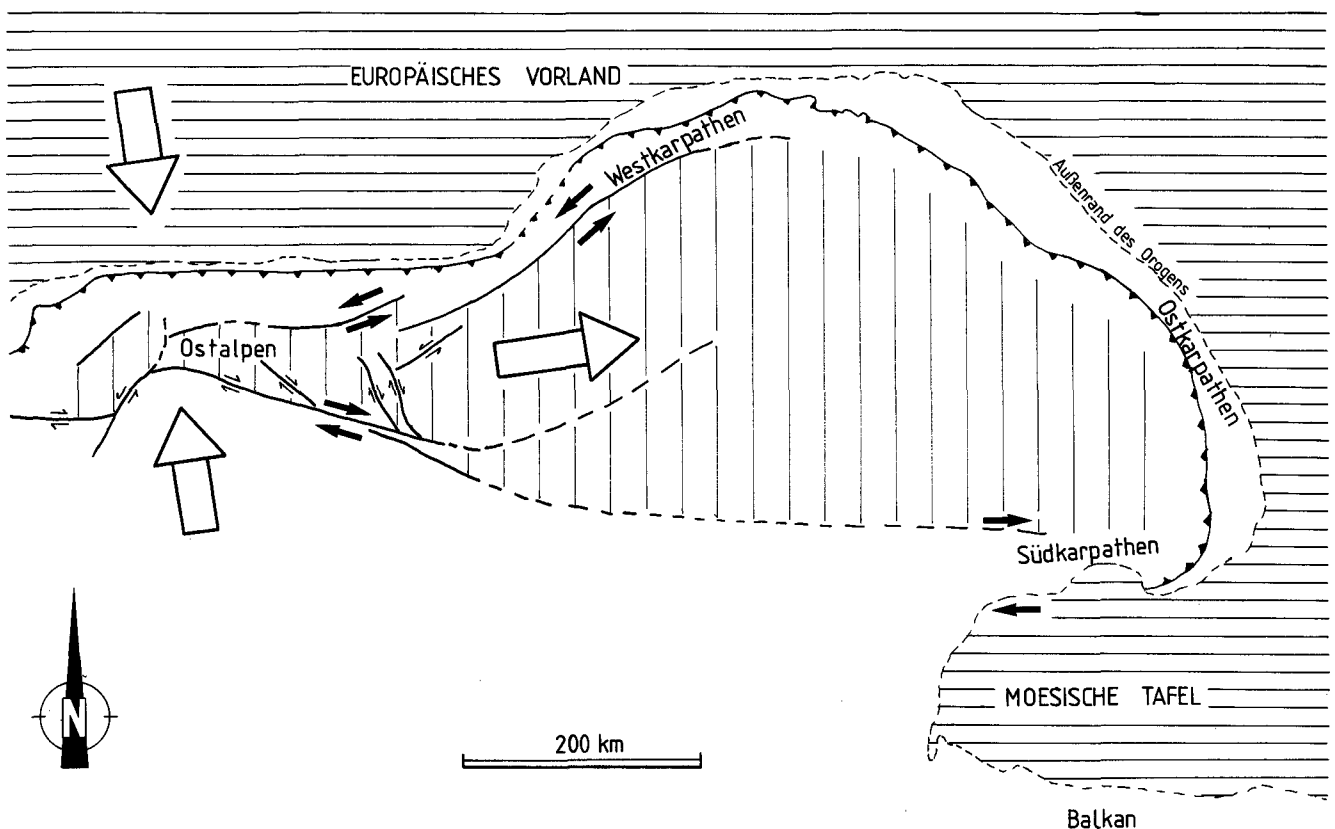 EUROPÄISCHES VORLAND
Westkarpathen
Außenrand des Orogens
Ostkarpathen
Ostalpen
Südkarpathen
N
MOESISCHE TAFEL
200 km
Balkan